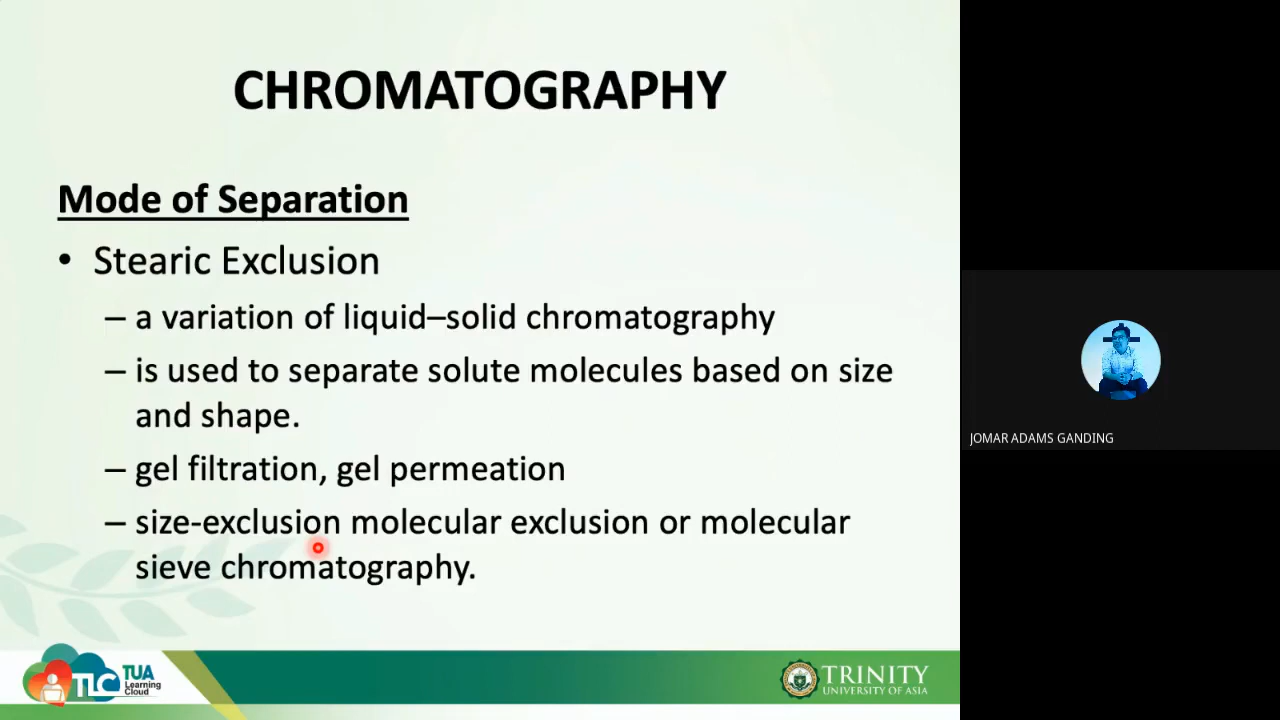 CHROMATOGRAPHY
Mode of Separation
• Stearic Exclusion
– a variation of liquid–solid chromatography
– is used to separate solute molecules based on size
and shape.
– gel filtration, gel permeation
– size-exclusion molecular exclusion or molecular
sieve chromatography.
JOMAR ADAMS GANDING
TLC
TUA
Learning
Cloud
TRINITY
UNIVERSITY OF ASIA